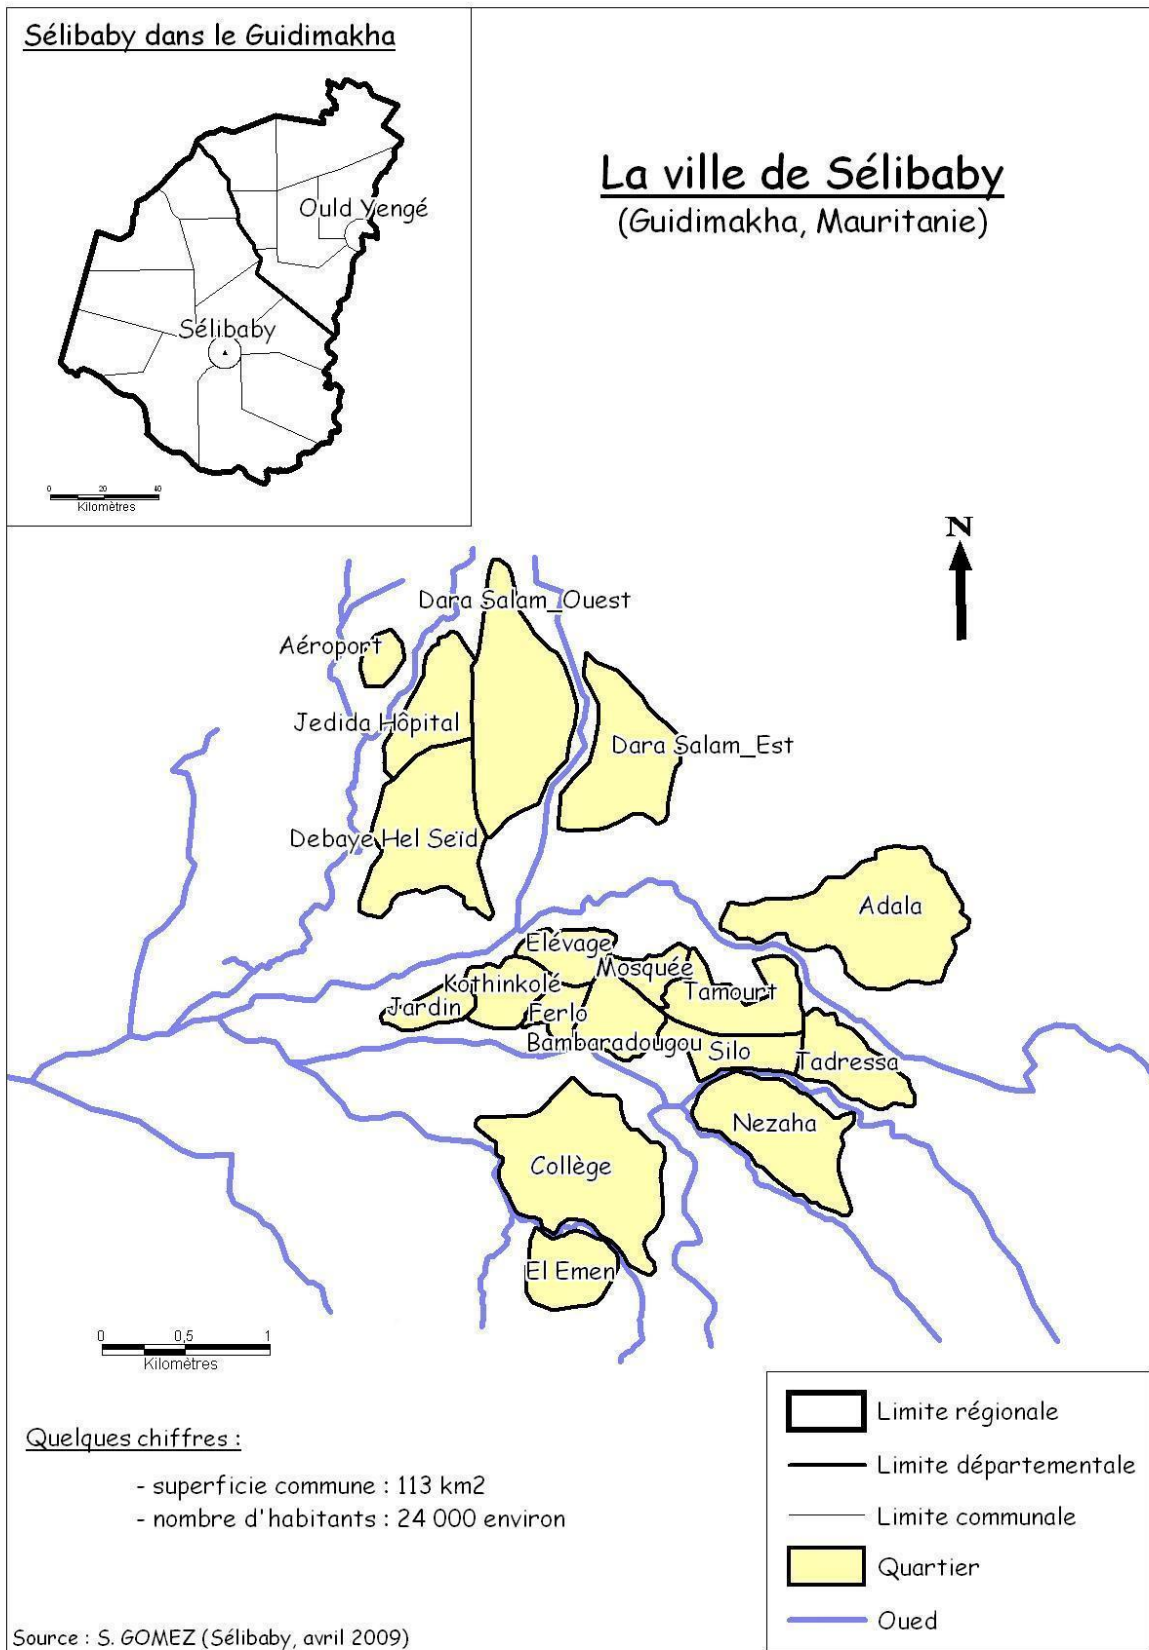 Sélibaby dans le Guidimakha
Ould Yengé
Sélibaby
0 20 40
Kilomètres
La ville de Sélibaby
(Guidimakha, Mauritanie)
N
Dara Salam_Ouest
Aéroport
Jedida Hôpital
Dara Salam_Est
Debaye Hel Seïd
Adala
Elévage
Mosquée
Kothinkolé
Tamourt
Jardin
Ferlo
Bambaradougou
Silo
Tadressa
Nezaha
Collège
El Emen
0 0,5 1
Kilomètres
Quelques chiffres :
- superficie commune : 113 km2
- nombre d'habitants : 24 000 environ
Limite régionale
Limite départementale
Limite communale
Quartier
Oued
Source : S. GOMEZ (Sélibaby, avril 2009)